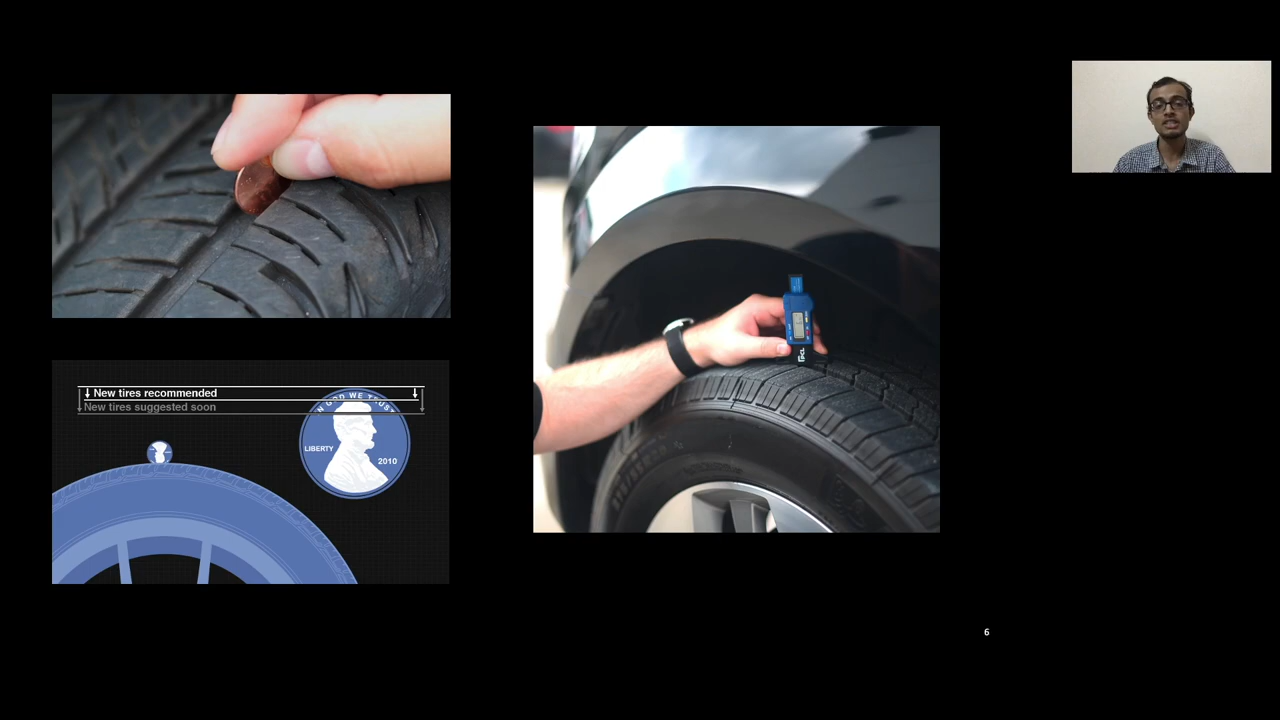 New tires recommended
New tires suggested soon
IN GOD WE TRUST
LIBERTY
2010
6